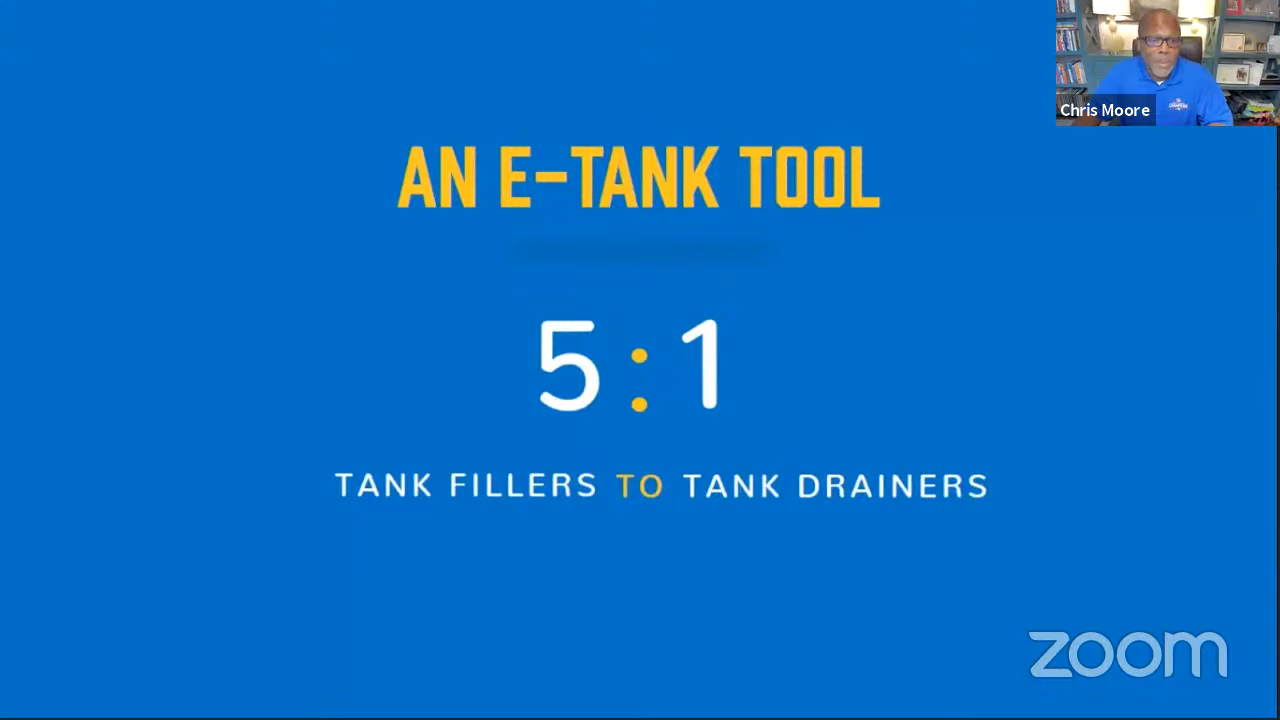 Chris Moore
AN E-TANK TOOL
5:1
TANK FILLERS TO TANK DRAINERS
zoom